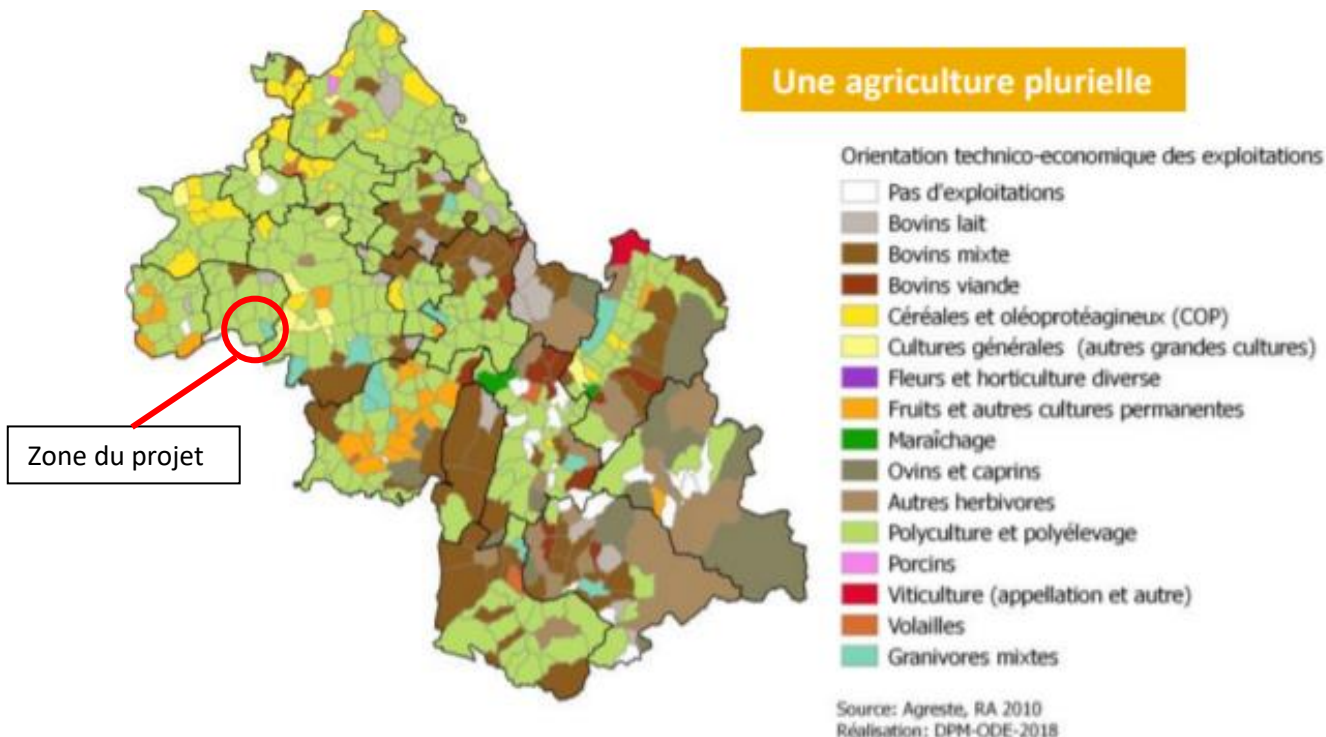 Une agriculture plurielle
Orientation technico-economique des exploitations
Pas d'exploitations
Bovins lait
Bovins mixte
Bovins viande
Céréales et oléoprotéagineux (COP)
Cultures générales (autres grandes cultures)
Fleurs et horticulture diverse
Fruits et autres cultures permanentes
Maraîchage
Ovins et caprins
Autres herbivores
Polyculture et polyélevage
Porcins
Viticulture (appellation et autre)
Volailles
Granivores mixtes
Source: Agreste, RA 2010
Réalisation: DPM-ODE-2018
Zone du projet